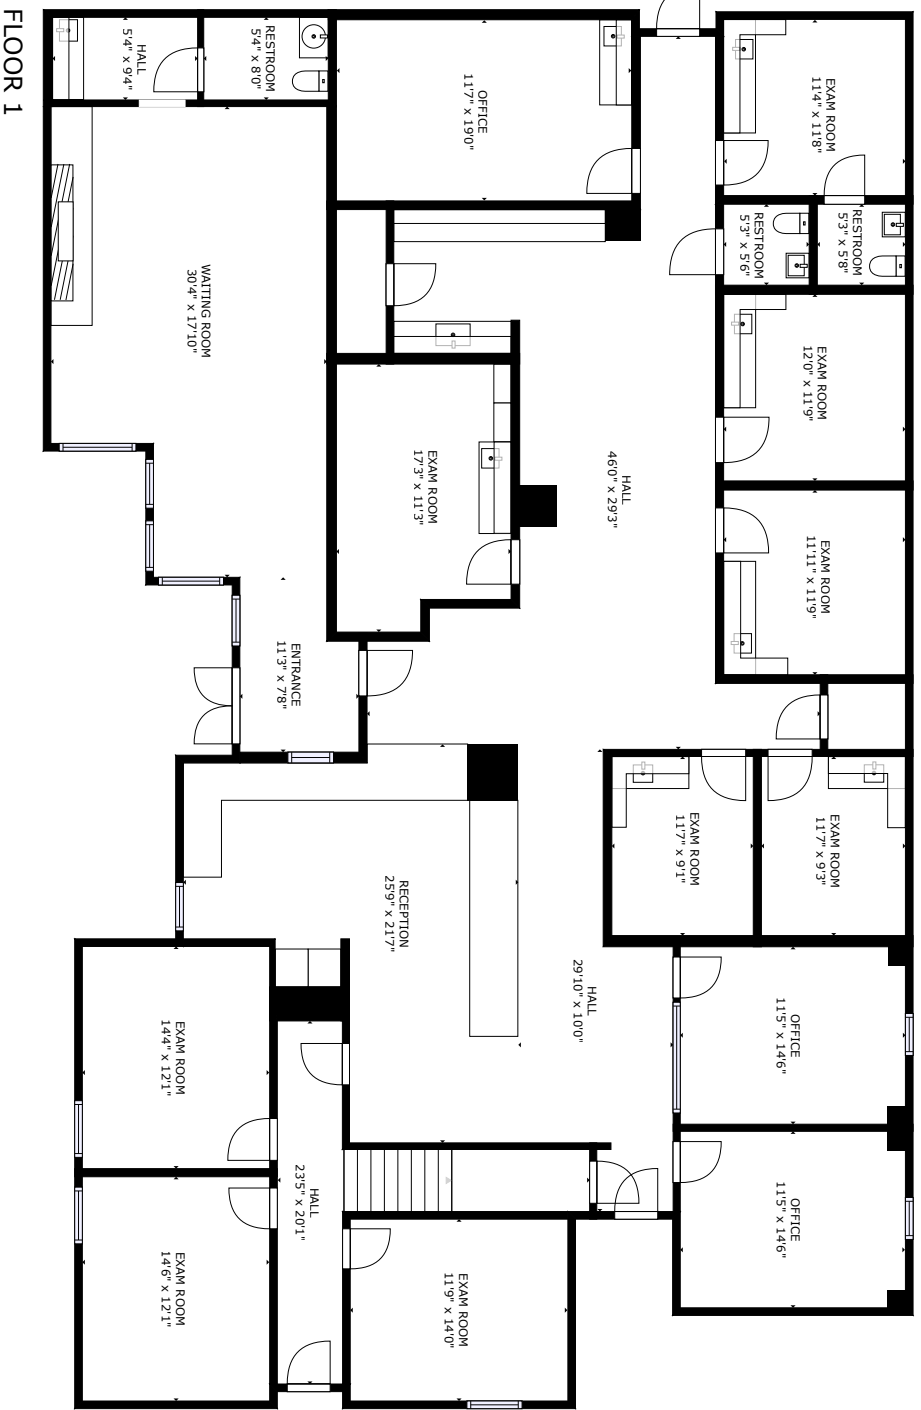 FLOOR 1
HALL
5'4" x 9'4"
RESTROOM
5'4" x 8'0"
OFFICE
11'7" x 19'0"
EXAM ROOM
11'4" x 11'8"
RESTROOM
5'3" x 5'6"
RESTROOM
5'3" x 5'8"
WAITING ROOM
30'4" x 17'10"
EXAM ROOM
12'0" x 11'9"
EXAM ROOM
17'3" x 11'3"
HALL
46'0" x 29'3"
EXAM ROOM
11'11" x 11'9"
ENTRANCE
11'3" x 7'8"
EXAM ROOM
11'7" x 9'1"
EXAM ROOM
11'7" x 9'3"
RECEPTION
25'9" x 21'7"
HALL
29'10" x 10'0"
OFFICE
11'5" x 14'6"
EXAM ROOM
14'4" x 12'1"
HALL
23'5" x 20'1"
OFFICE
11'5" x 14'6"
EXAM ROOM
14'6" x 12'1"
EXAM ROOM
11'9" x 14'0"